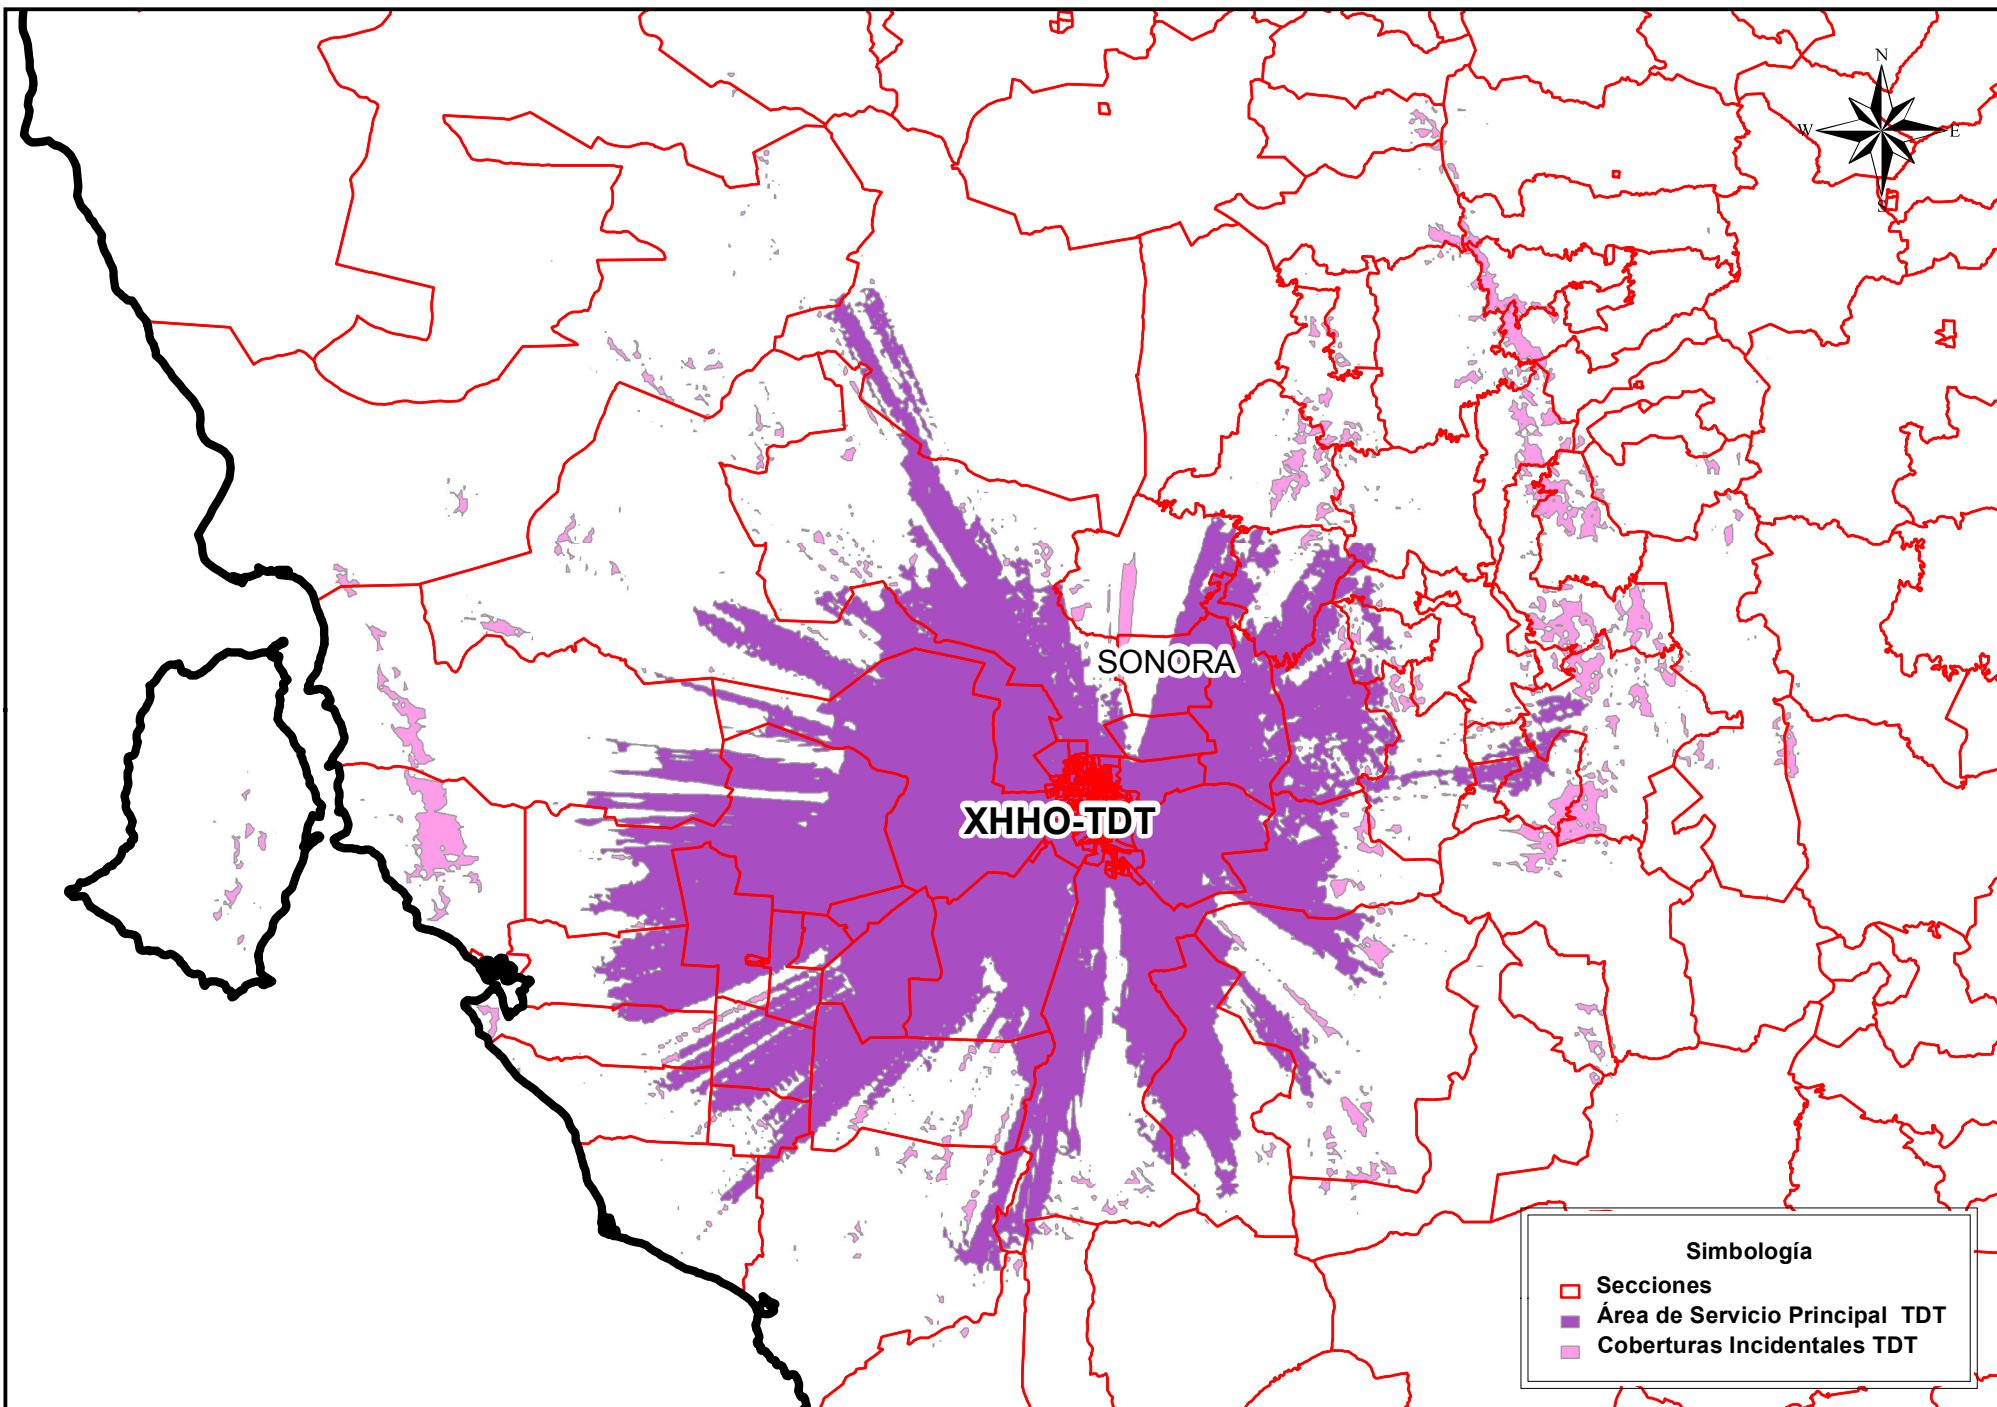 N
W E
S
SONORA
XHHO-TDT
Simbología
Secciones
Área de Servicio Principal TDT
Coberturas Incidentales TDT